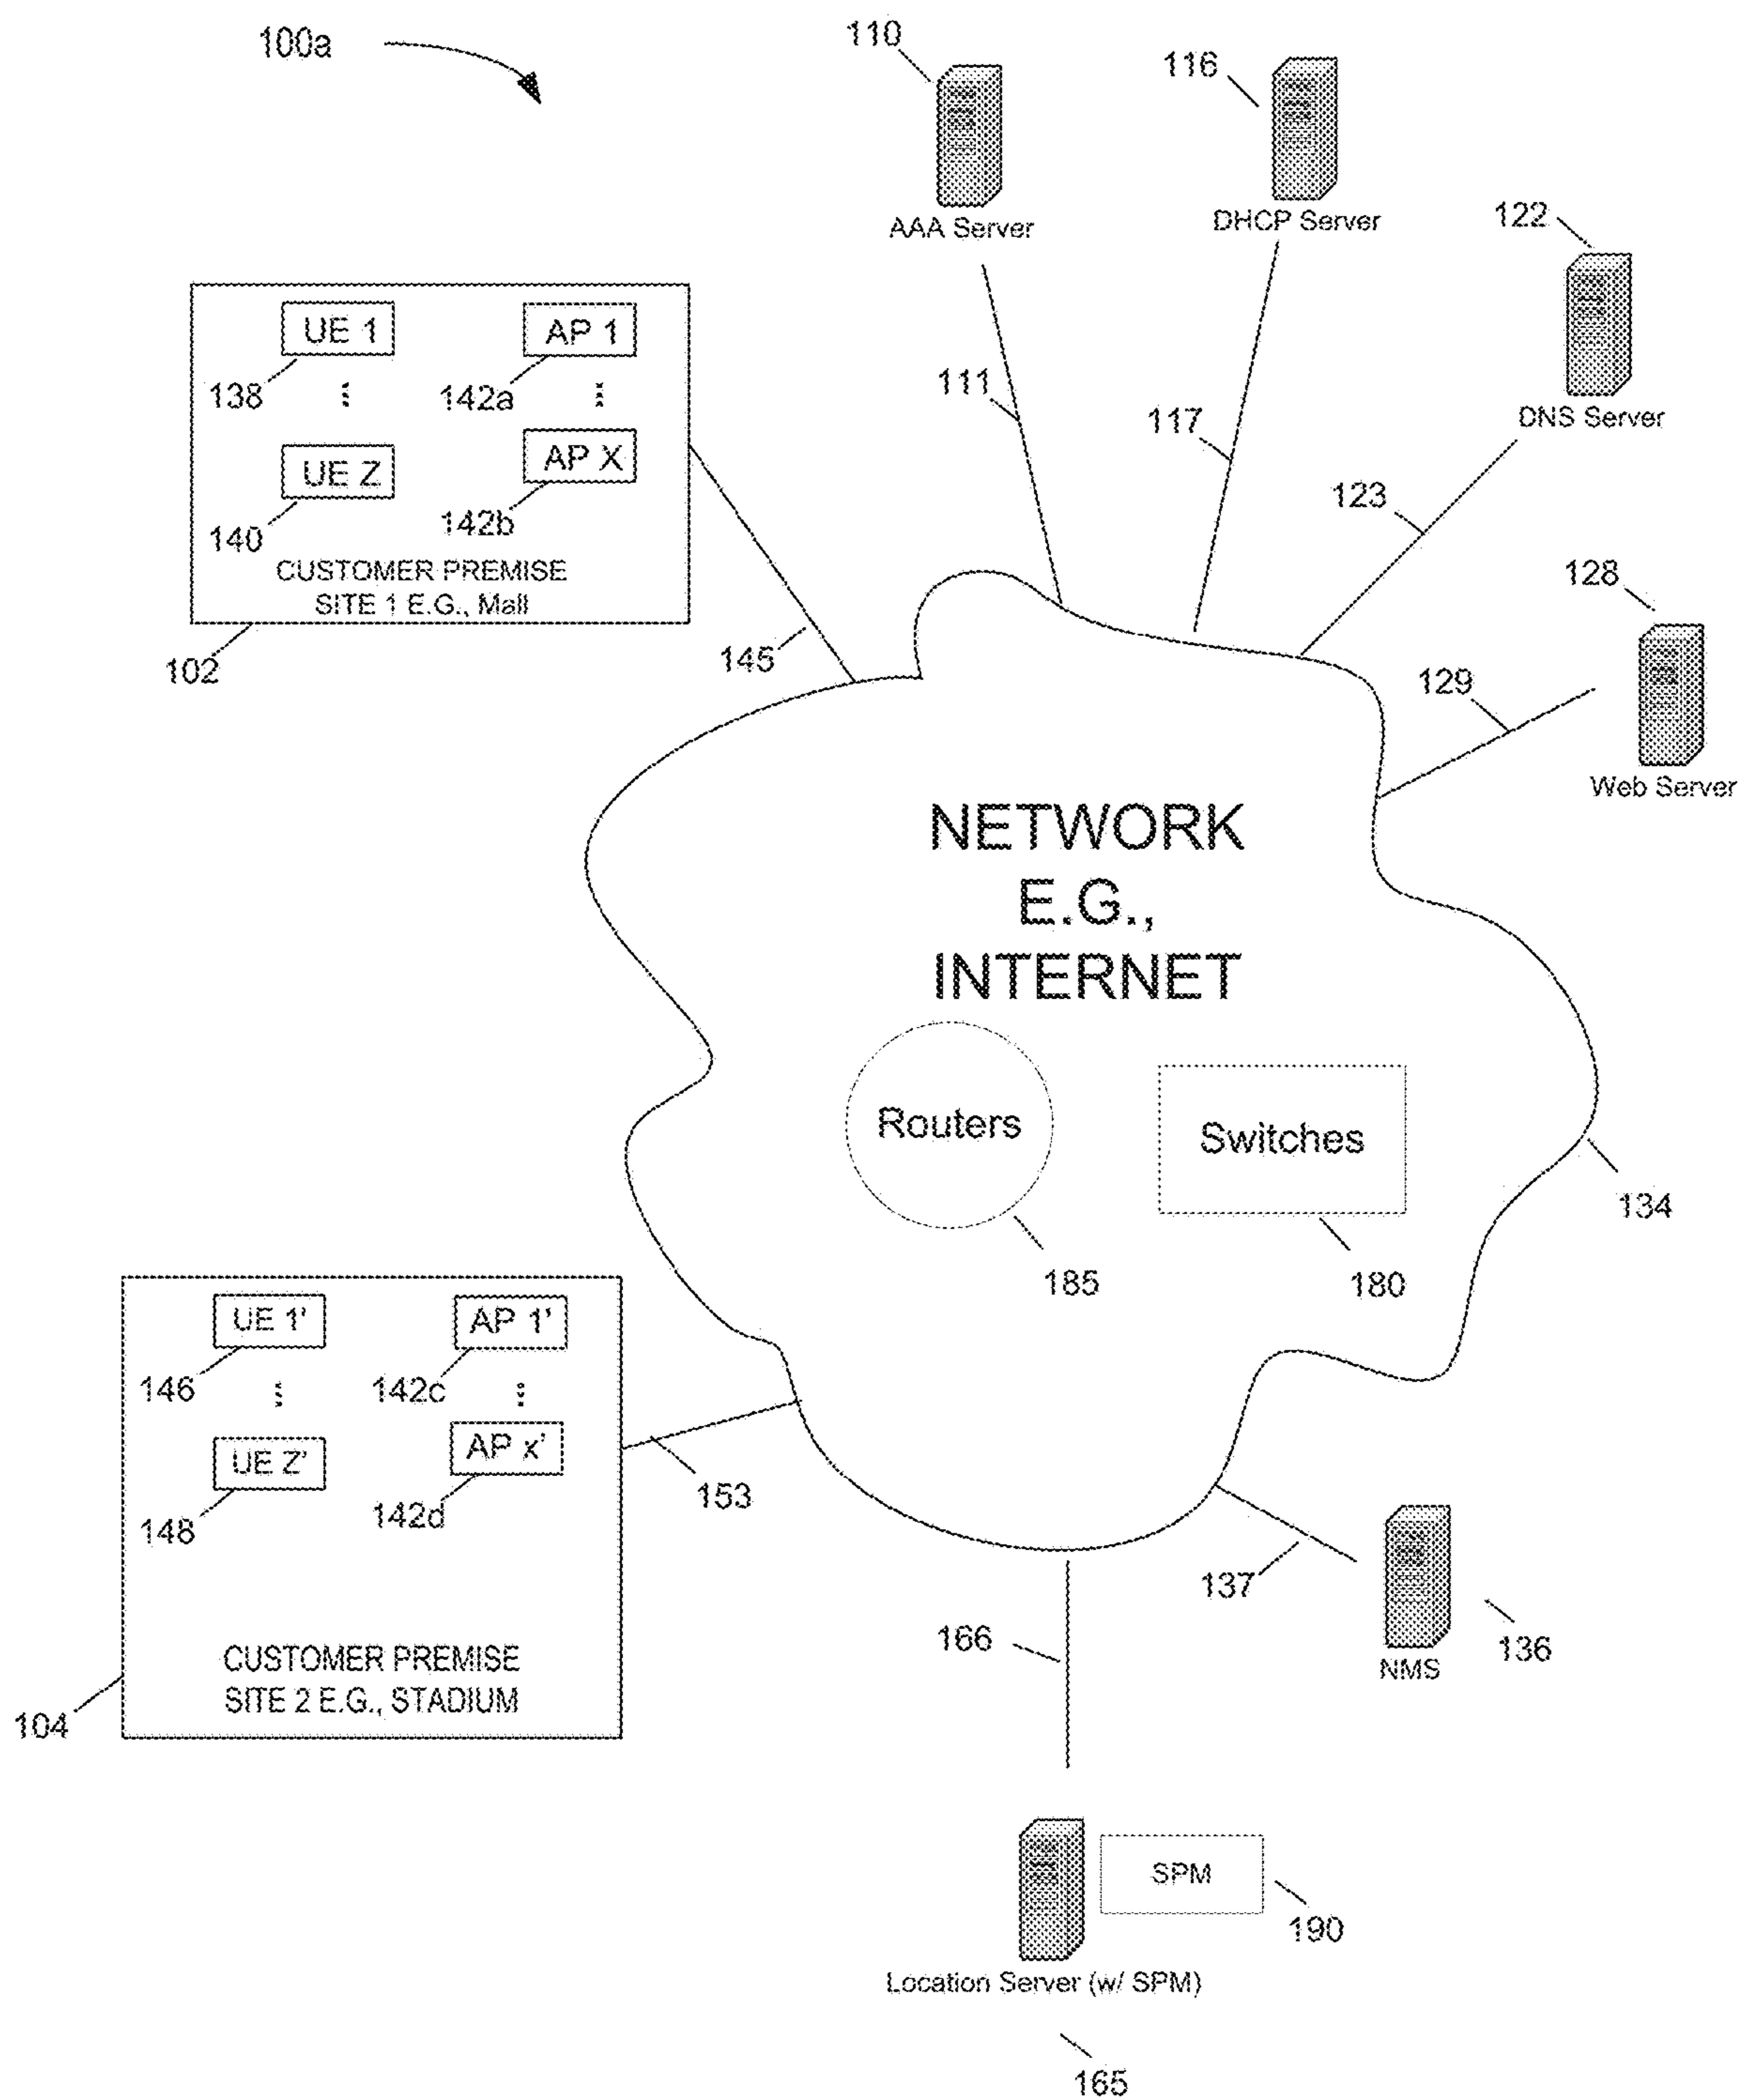 100a
110
116
AAA Server
DHCP Server
122
DNS Server
UE 1
AP 1
138
⋮
142a
⋮
UE Z
AP X
140
142b
CUSTOMER PREMISE
SITE 1 E.G., Mall
102
111
117
123
145
128
129
Web Server
NETWORK
E.G.,
INTERNET
Routers
Switches
134
185
180
UE 1'
AP 1'
146
⋮
142c
⋮
UE Z'
AP x'
148
142d
CUSTOMER PREMISE
SITE 2 E.G., STADIUM
104
153
137
136
NMS
166
SPM
190
Location Server (w/ SPM)
165